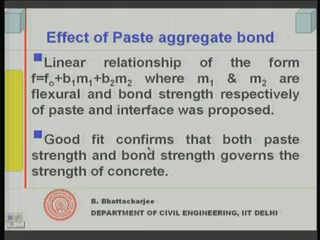 Effect of Paste aggregate bond
Linear relationship of the form
f=fo+b1m1+b2m2 where m1 & m2 are
flexural and bond strength respectively
of paste and interface was proposed.
Good fit confirms that both paste
strength and bond strength governs the
strength of concrete.
B. Bhattacharjee
DEPARTMENT OF CIVIL ENGINEERING, IIT DELHI